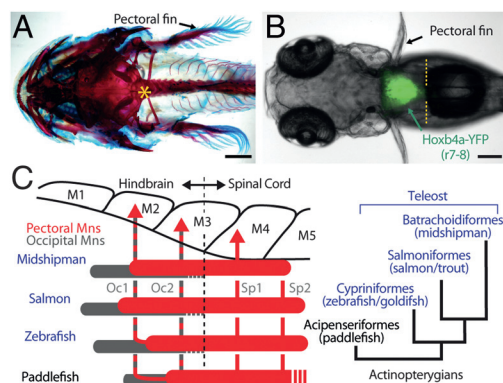 A
Pectoral fin
*
B
Pectoral fin
Hoxb4a-YFP
(r7-8)
C
Hindbrain
Spinal Cord
M1
M2
M3
M4
M5
Pectoral Mns
Occipital Mns
Midshipman
Oc1
Oc2
Sp1
Sp2
Salmon
Zebrafish
Paddlefish
Teleost
Batrachoidiformes
(midshipman)
Salmoniformes
(salmon/trout)
Cypriniformes
(zebrafish/goldfish)
Acipenseriformes
(paddlefish)
Actinopterygians